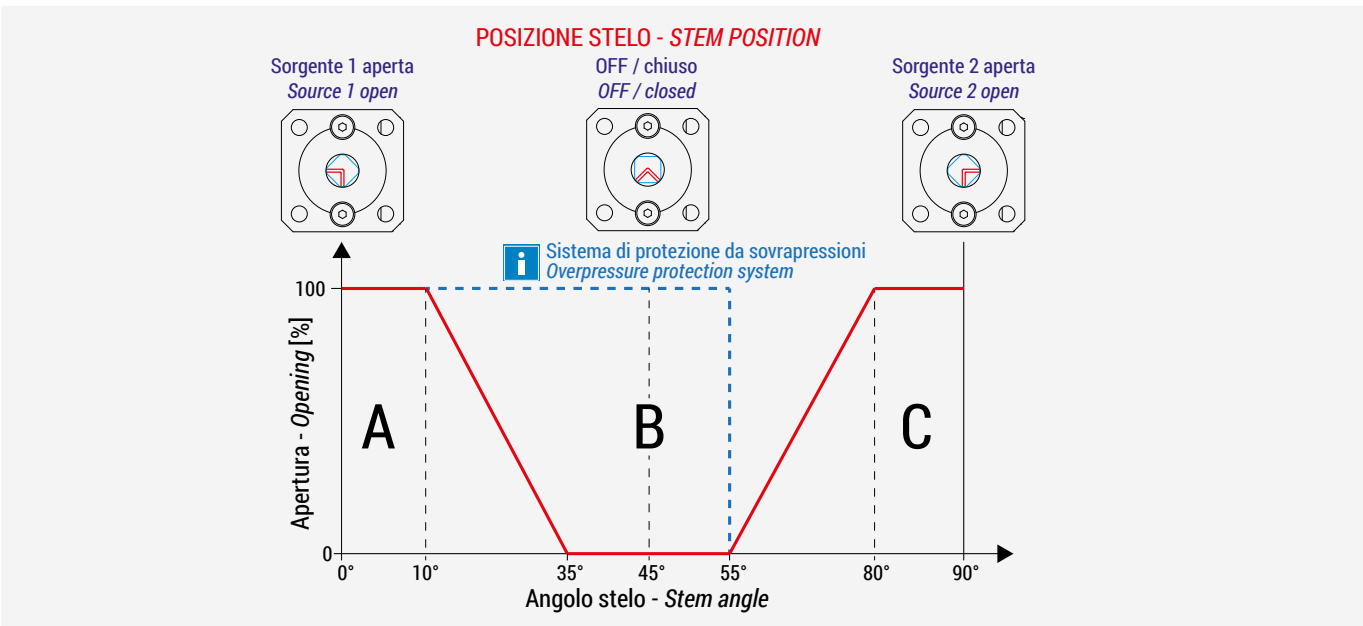 POSIZIONE STELO - STEM POSITION
Sorgente 1 aperta
Source 1 open
OFF / chiuso
OFF / closed
Sorgente 2 aperta
Source 2 open
i
Sistema di protezione da sovrapressioni
Overpressure protection system
100
0
Apertura - Opening [%]
A
B
C
0° 10° 35° 45° 55° 80° 90°
Angolo stelo - Stem angle